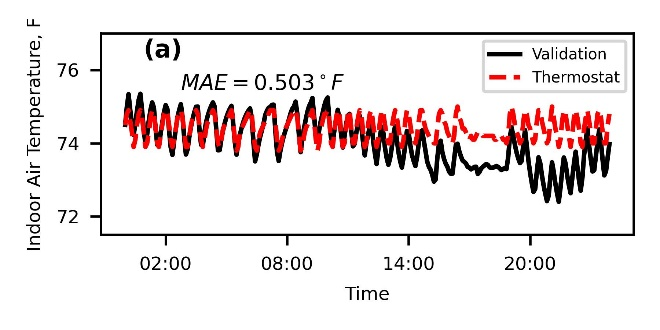 (a)
MAE = 0.503°F
Validation
Thermostat
Indoor Air Temperature, F
76
74
72
02:00 08:00 14:00 20:00
Time